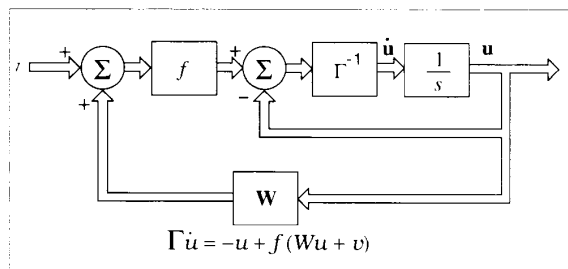 + Σ f + Σ Γ⁻¹ u̇ 1/s u
+ −
W
Γu̇ = −u + f(Wu + v)